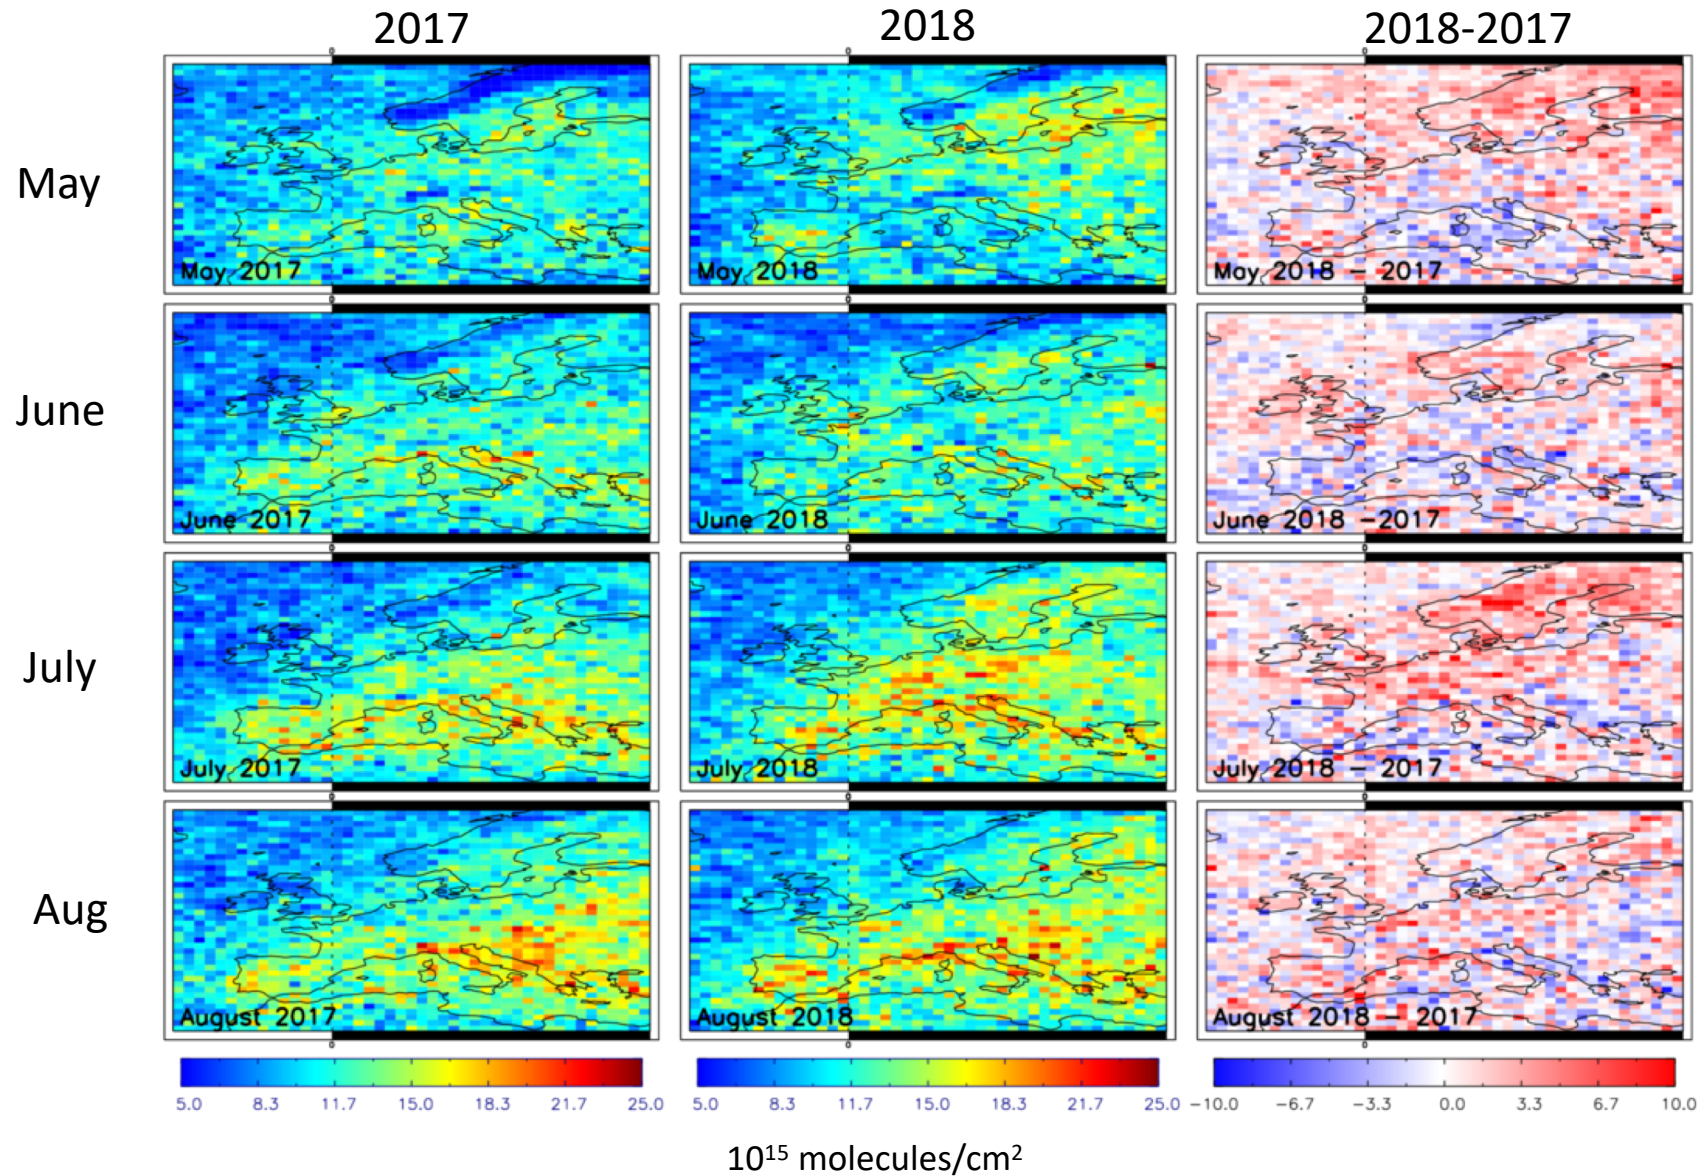 2017 2018 2018-2017
May
May 2017 May 2018 May 2018 – 2017
June
June 2017 June 2018 June 2018 –2017
July
July 2017 July 2018 July 2018 – 2017
Aug
August 2017 August 2018 August 2018 – 2017
5.0 8.3 11.7 15.0 18.3 21.7 25.0 5.0 8.3 11.7 15.0 18.3 21.7 25.0 −10.0 −6.7 −3.3 0.0 3.3 6.7 10.0
10¹⁵ molecules/cm²